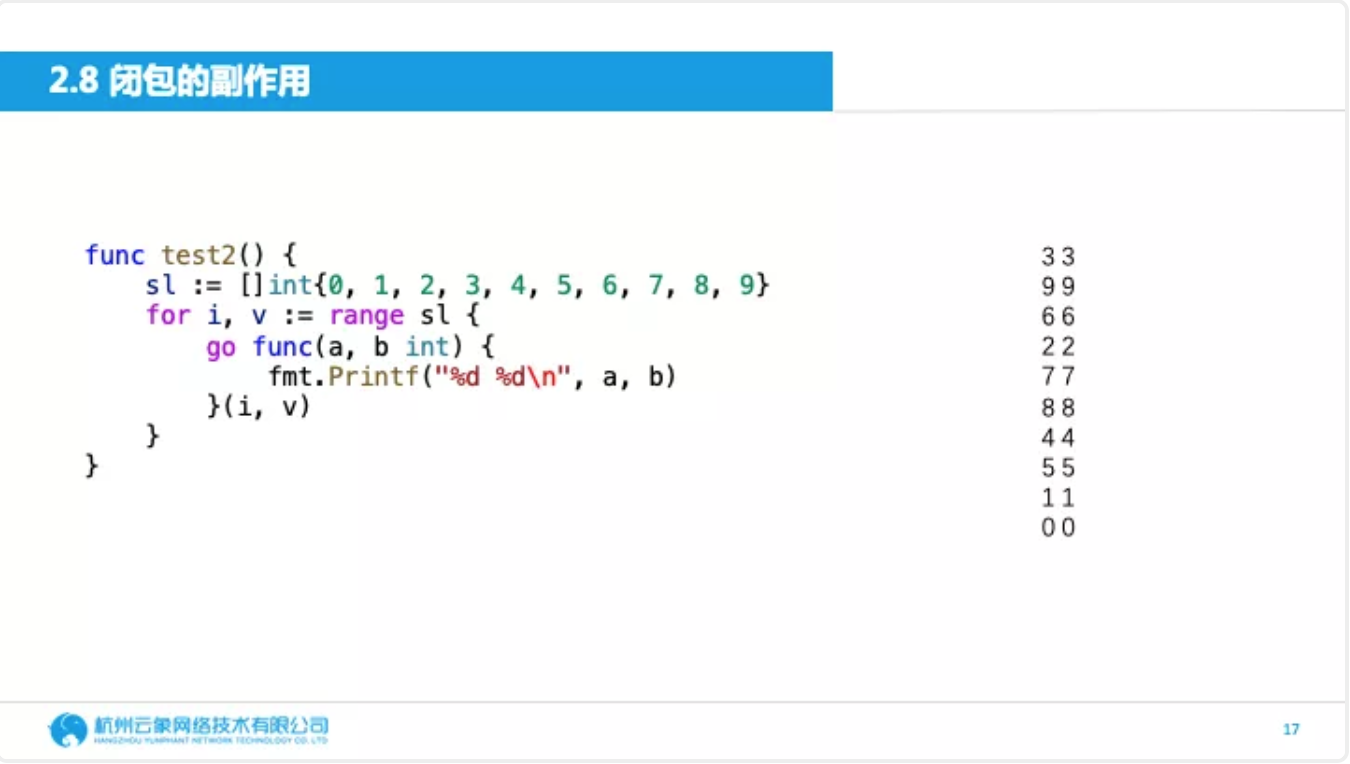 2.8 闭包的副作用
func test2() {
    sl := []int{0, 1, 2, 3, 4, 5, 6, 7, 8, 9}
    for i, v := range sl {
        go func(a, b int) {
            fmt.Printf("%d %d\n", a, b)
        }(i, v)
    }
}
3 3
9 9
6 6
2 2
7 7
8 8
4 4
5 5
1 1
0 0
杭州云象网络技术有限公司
HANGZHOU YUNPHANT NETWORK TECHNOLOGY CO. LTD
17